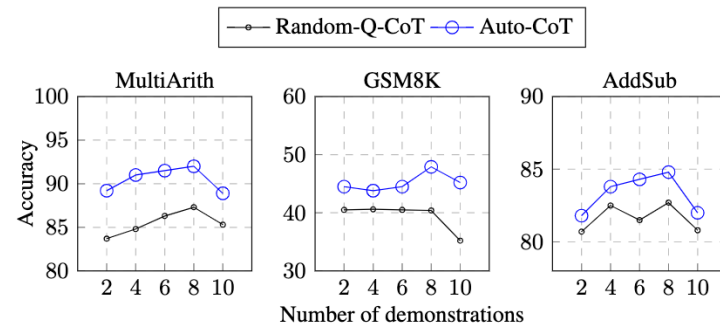 Random-Q-CoT Auto-CoT
MultiArith GSM8K AddSub
Accuracy
100
95
90
85
80
2 4 6 8 10
60
50
40
30
2 4 6 8 10
90
85
80
2 4 6 8 10
Number of demonstrations